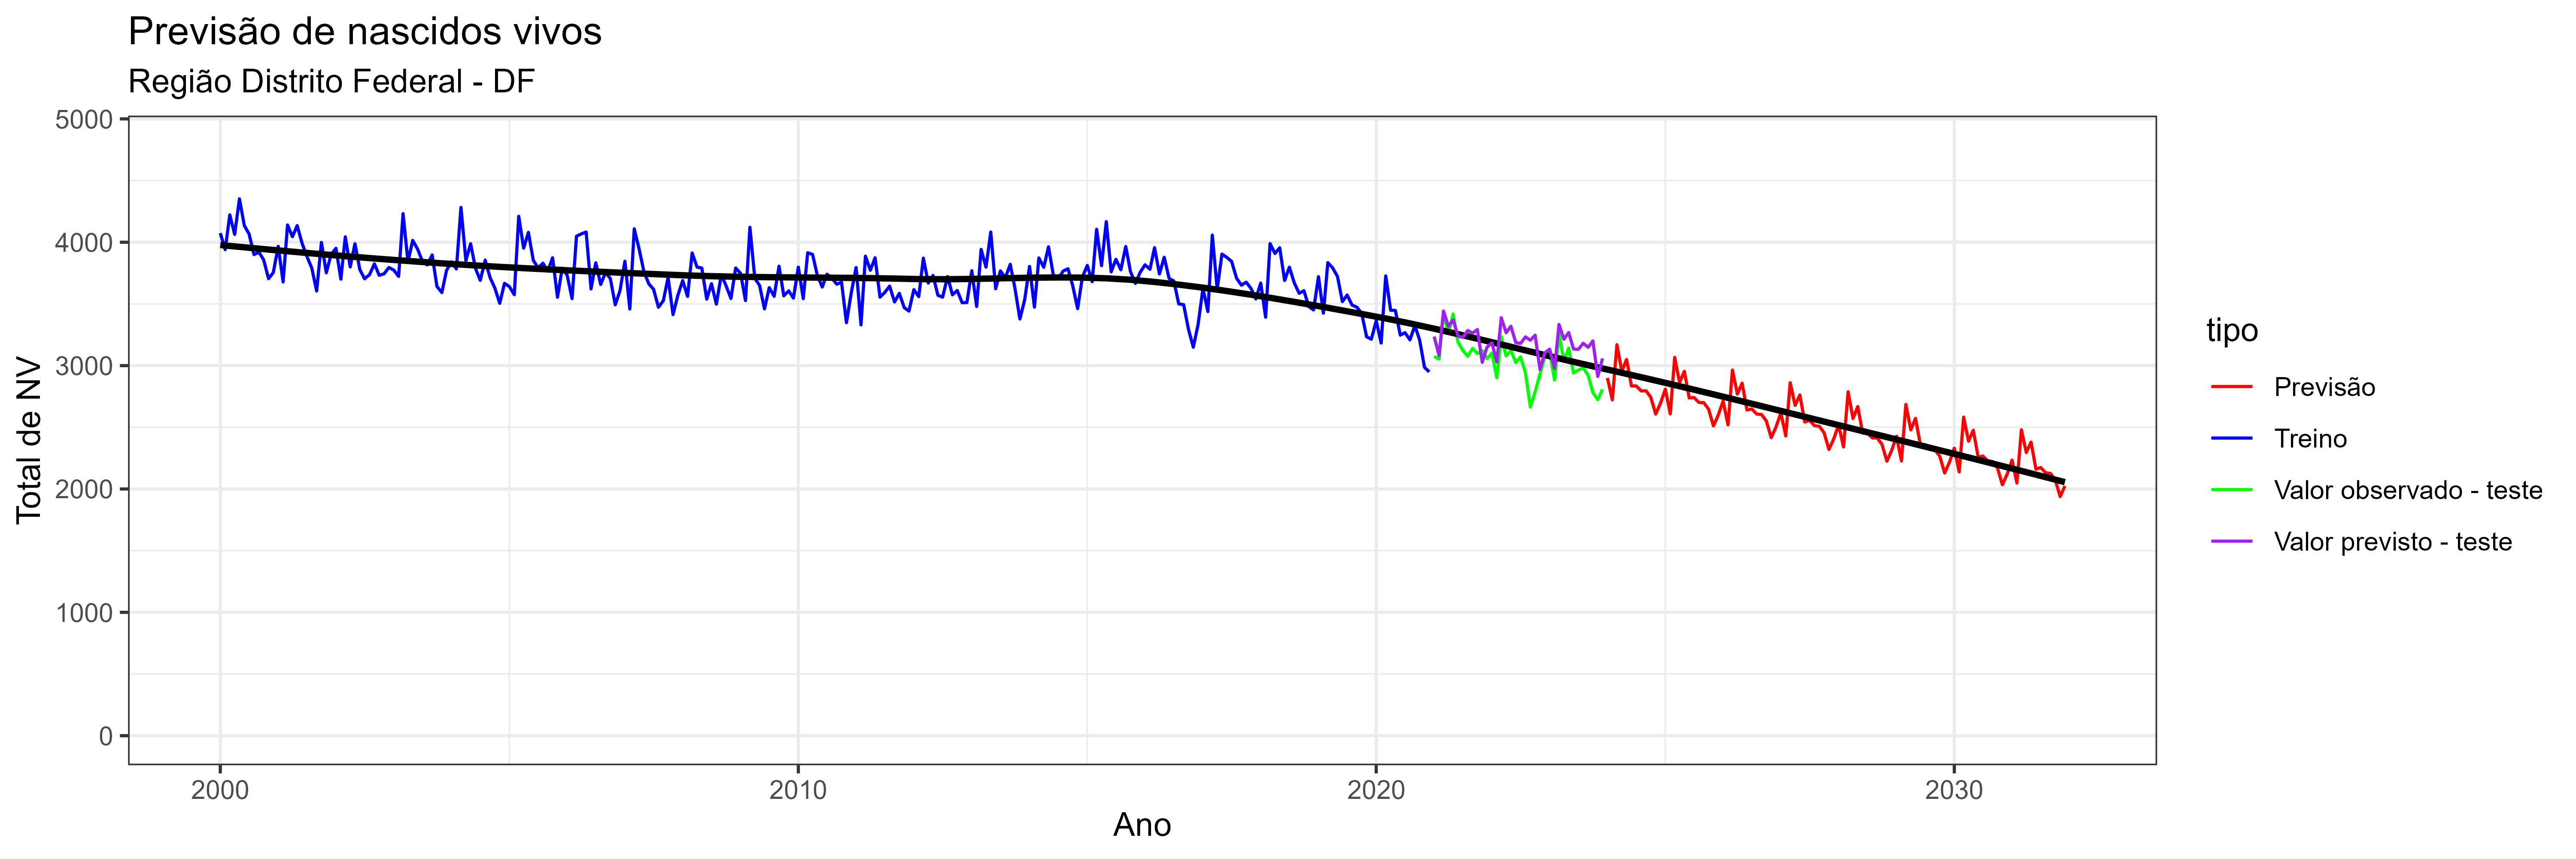 Previsão de nascidos vivos
Região Distrito Federal - DF
5000
4000
3000
2000
1000
0
Total de NV
2000
2010
2020
2030
Ano
tipo
Previsão
Treino
Valor observado - teste
Valor previsto - teste